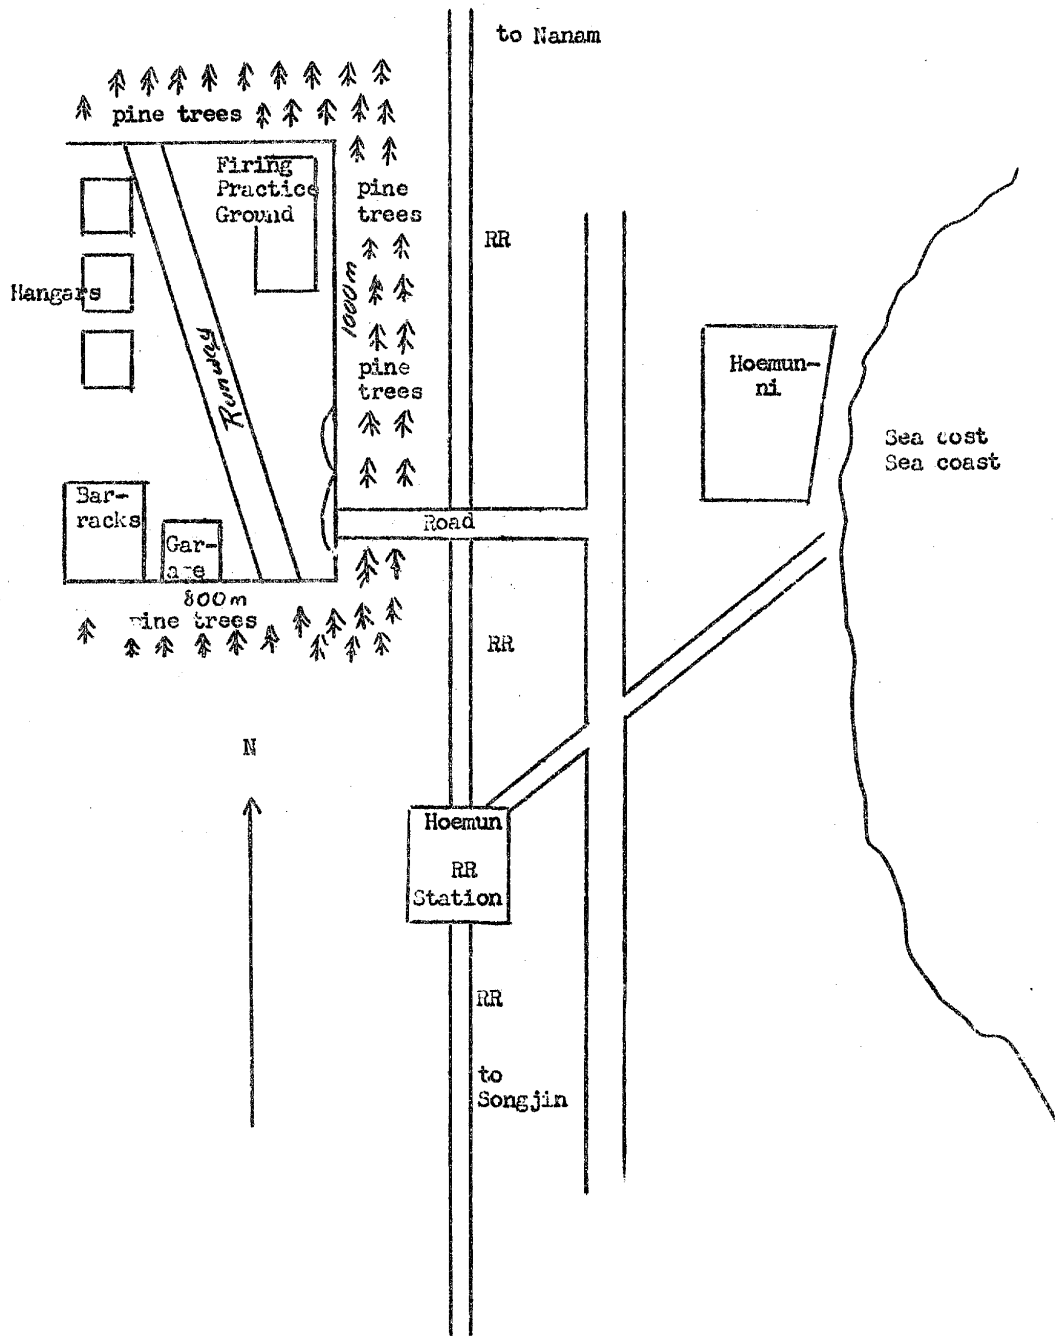 to Nanam
pine trees
Firing
Practice
Ground
pine
trees
RR
Hangars
1000m
Runway
pine
trees
Hoemun-
ni
Sea cost
Sea coast
Bar-
racks
Road
Gar-
a-e
800m
pine trees
RR
N
Hoemun
RR
Station
RR
to
Songjin